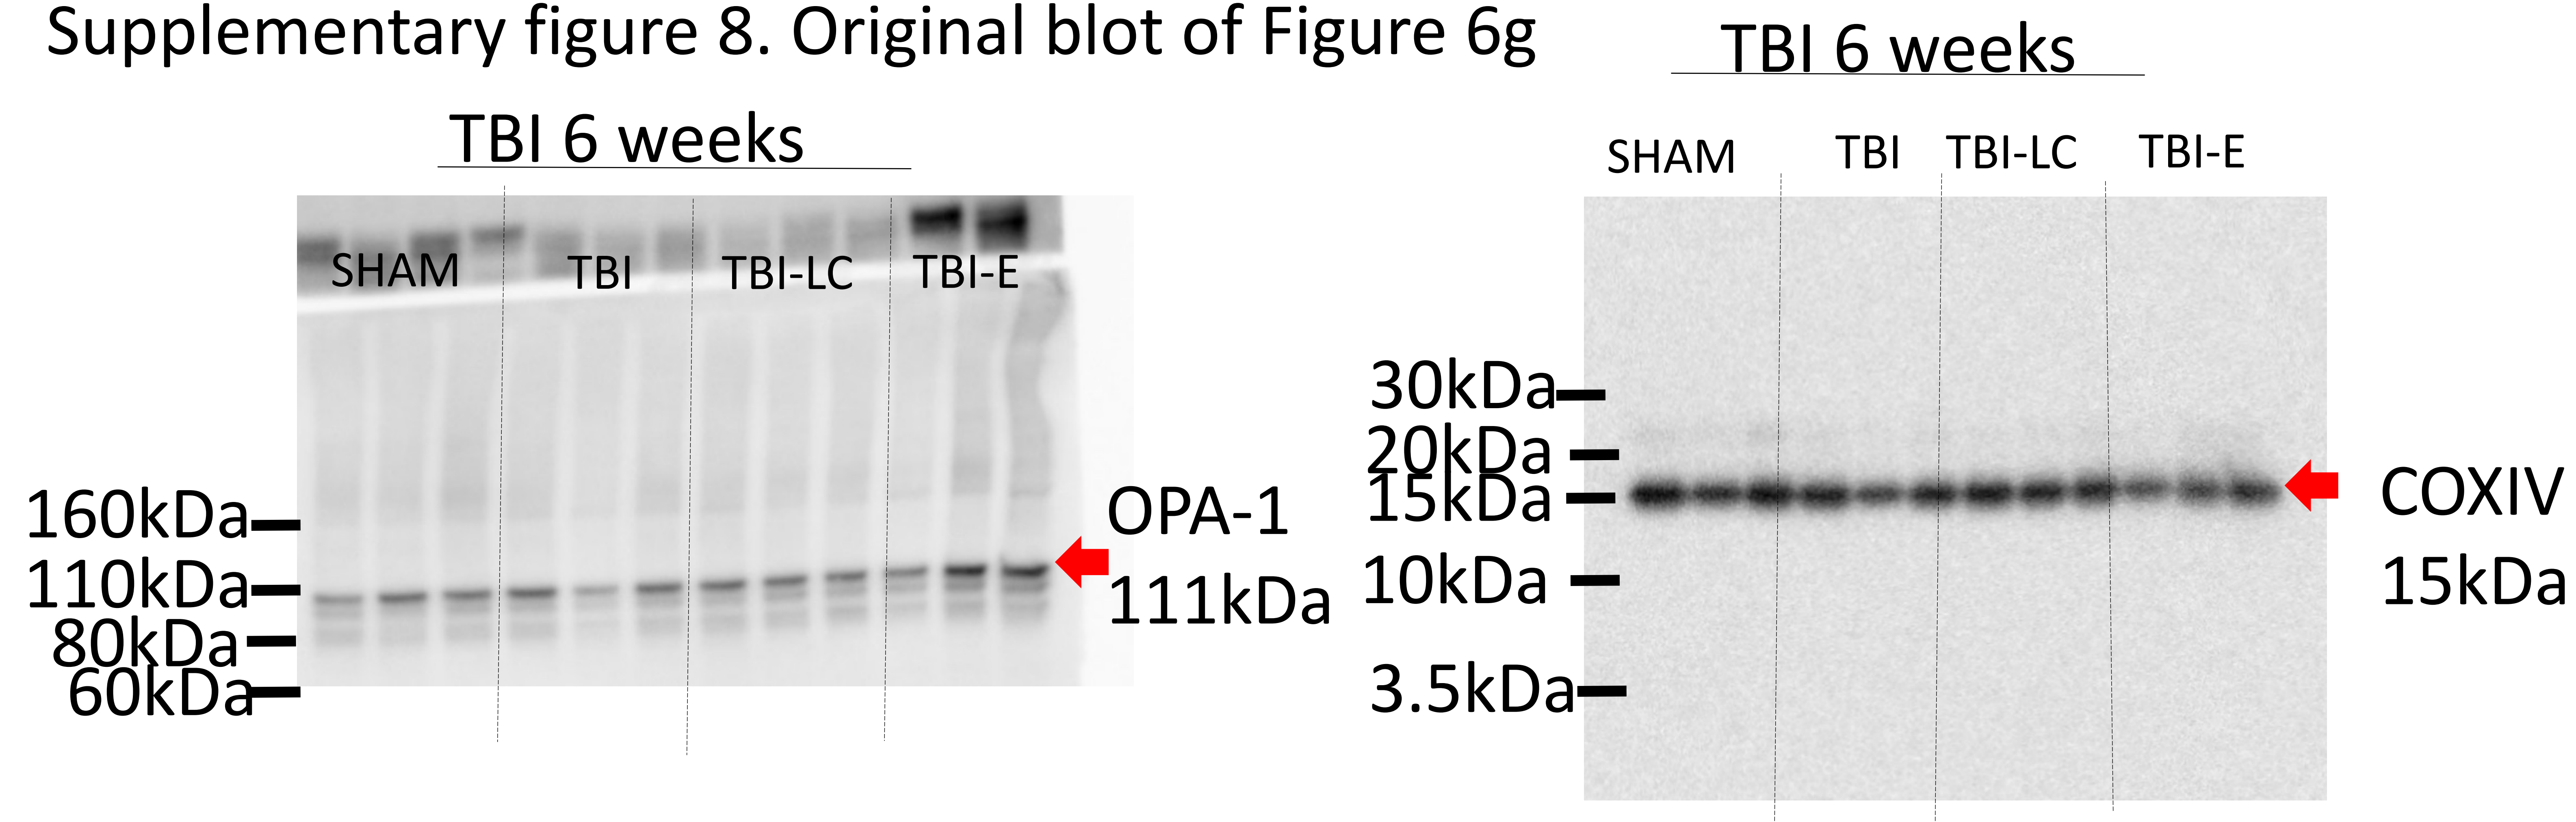 Supplementary figure 8. Original blot of Figure 6g
TBI 6 weeks
SHAM TBI TBI-LC TBI-E
160kDa
110kDa
80kDa
60kDa
OPA-1
111kDa
TBI 6 weeks
SHAM TBI TBI-LC TBI-E
30kDa
20kDa
15kDa
10kDa
3.5kDa
COXIV
15kDa